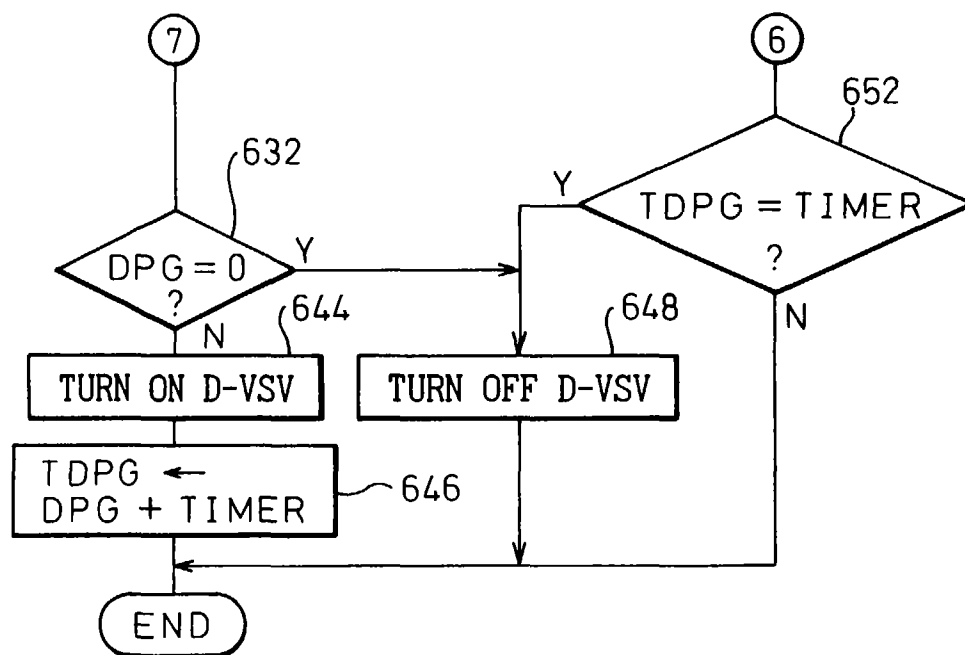 7
6
652
632
Y
TDPG = TIMER
?
N
DPG = 0
?
Y
N
644
648
TURN ON D-VSV
TURN OFF D-VSV
TDPG ←
DPG + TIMER
646
END